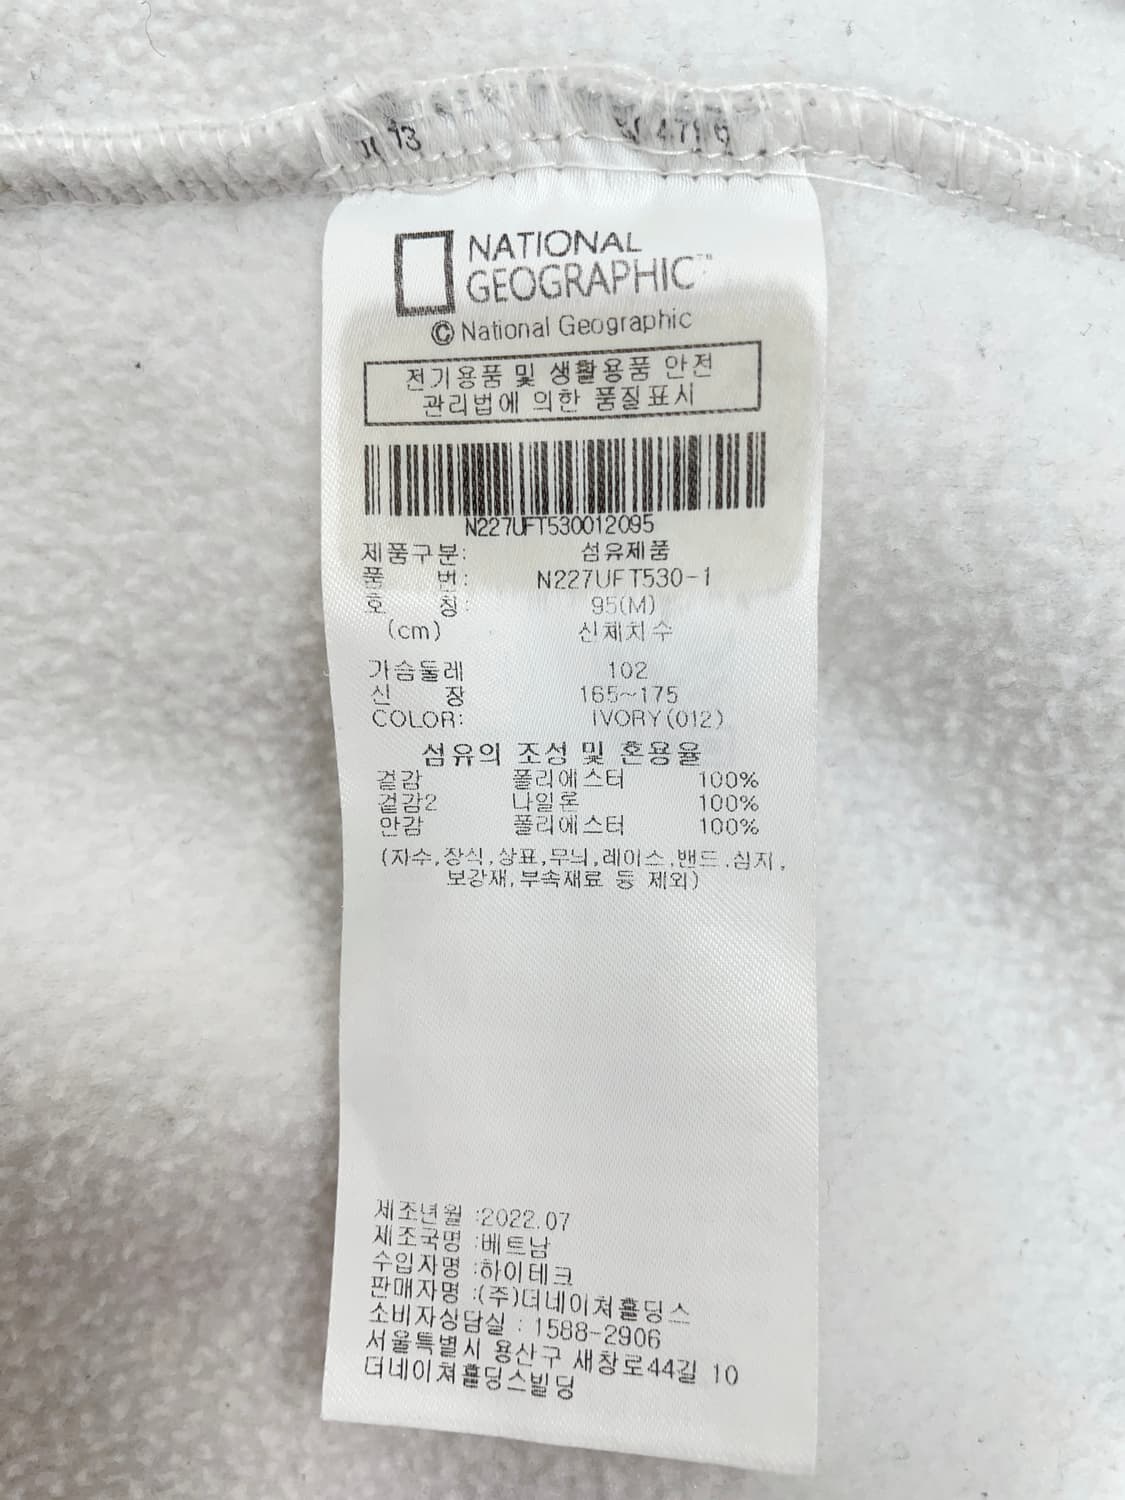 NATIONAL
GEOGRAPHIC™
© National Geographic
전기용품 및 생활용품 안전
관리법에 의한 품질표시
N227UFT530012095
제품구분: 섬유제품
품 번: N227UFT530-1
호 칭: 95(M)
(cm) 신체치수
가슴둘레 102
신 장 165~175
COLOR: IVORY(012)
섬유의 조성 및 혼용율
겉감 폴리에스터 100%
겉감2 나일론 100%
안감 폴리에스터 100%
(자수,장식,상표,무늬,레이스,밴드,심지,
보강재,부속재료 등 제외)
제조년월 :2022.07
제조국명 :베트남
수입자명 :하이테크
판매자명 :(주)더네이쳐홀딩스
소비자상담실 : 1588-2906
서울특별시 용산구 새창로44길 10
더네이쳐홀딩스빌딩